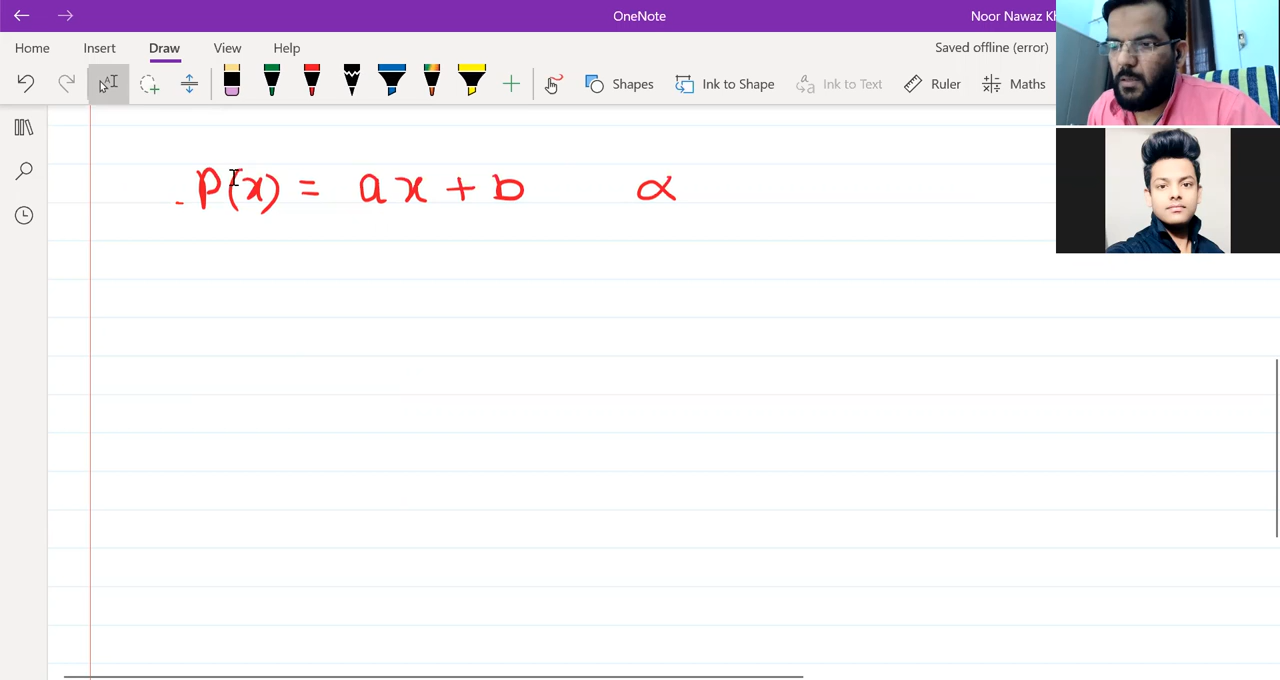 OneNote
Noor Nawaz Kh
Home Insert Draw View Help
Saved offline (error)
Shapes Ink to Shape Ink to Text Ruler Maths
P(x) = ax + b α